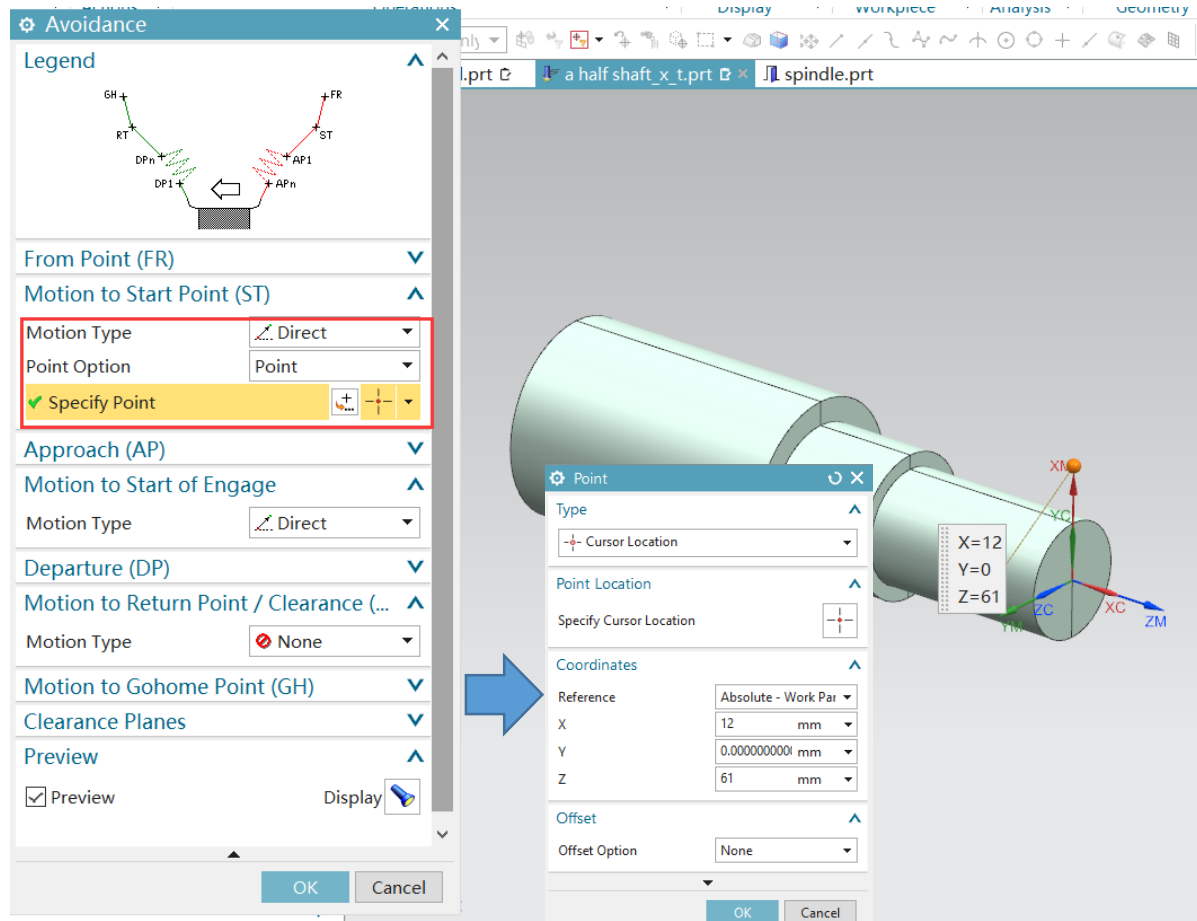 Operations
Display
Workpiece
Analysis
Geometry
Avoidance
Legend
GH
FR
RT
ST
DPn
AP1
DP1
APn
l.prt
a half shaft_x_t.prt
spindle.prt
From Point (FR)
Motion to Start Point (ST)
Motion Type
Direct
Point Option
Point
Specify Point
Approach (AP)
Motion to Start of Engage
Motion Type
Direct
Departure (DP)
Motion to Return Point / Clearance (...
Motion Type
None
Motion to Gohome Point (GH)
Clearance Planes
Preview
Preview
Display
OK Cancel
Point
Type
Cursor Location
Point Location
Specify Cursor Location
Coordinates
Reference
Absolute - Work Par
X
12 mm
Y
0.000000000 mm
Z
61 mm
Offset
Offset Option
None
OK Cancel
XM
YC
X=12
Y=0
Z=61
ZC
XC
YM
ZM